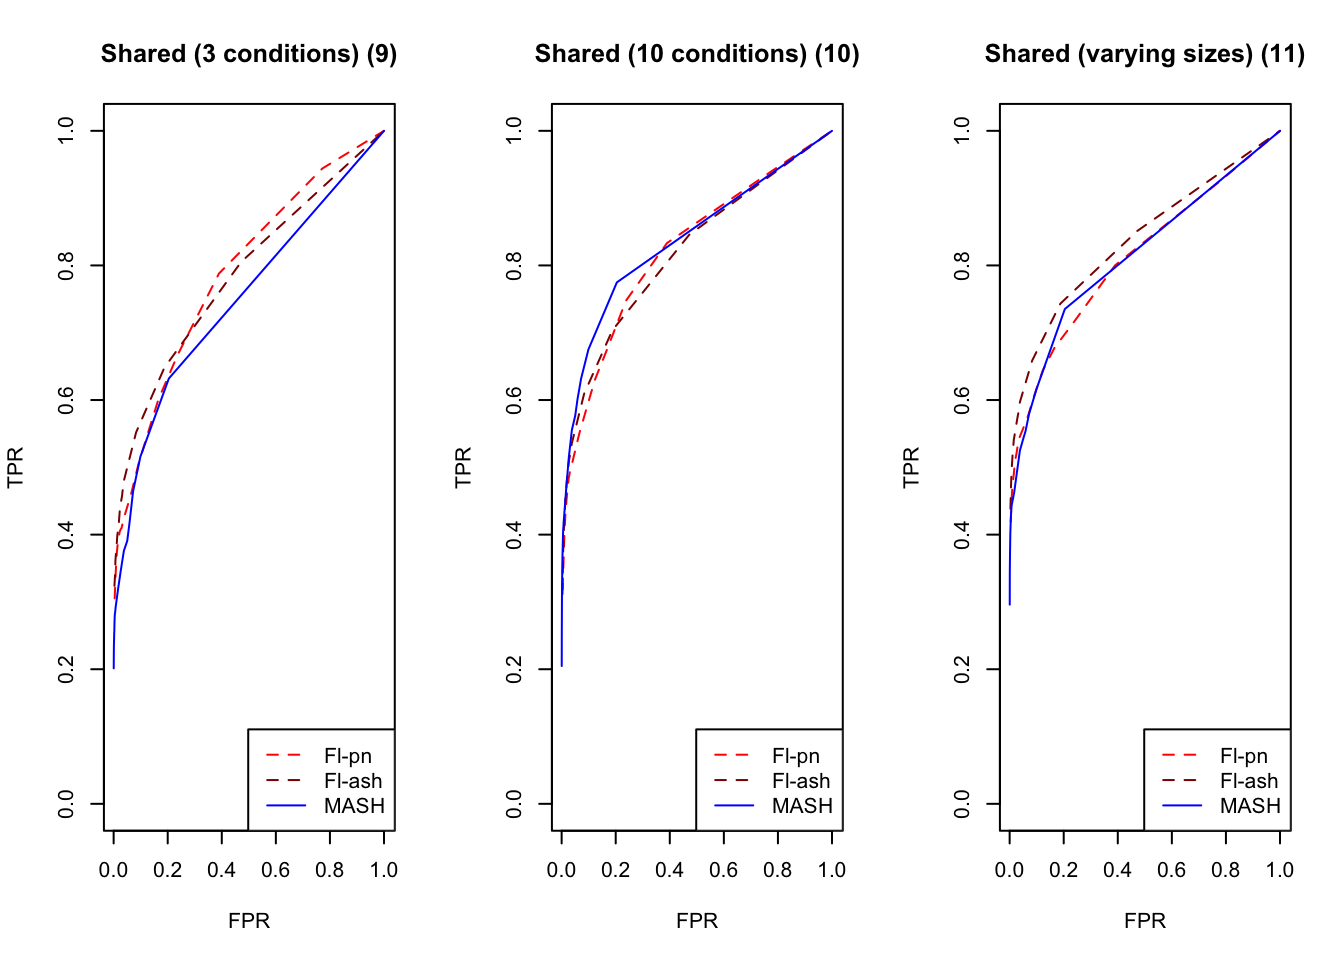 Shared (3 conditions) (9)
TPR
1.0
0.8
0.6
0.4
0.2
0.0
Fl-pn
Fl-ash
MASH
0.0 0.2 0.4 0.6 0.8 1.0
FPR
Shared (10 conditions) (10)
TPR
1.0
0.8
0.6
0.4
0.2
0.0
Fl-pn
Fl-ash
MASH
0.0 0.2 0.4 0.6 0.8 1.0
FPR
Shared (varying sizes) (11)
TPR
1.0
0.8
0.6
0.4
0.2
0.0
Fl-pn
Fl-ash
MASH
0.0 0.2 0.4 0.6 0.8 1.0
FPR